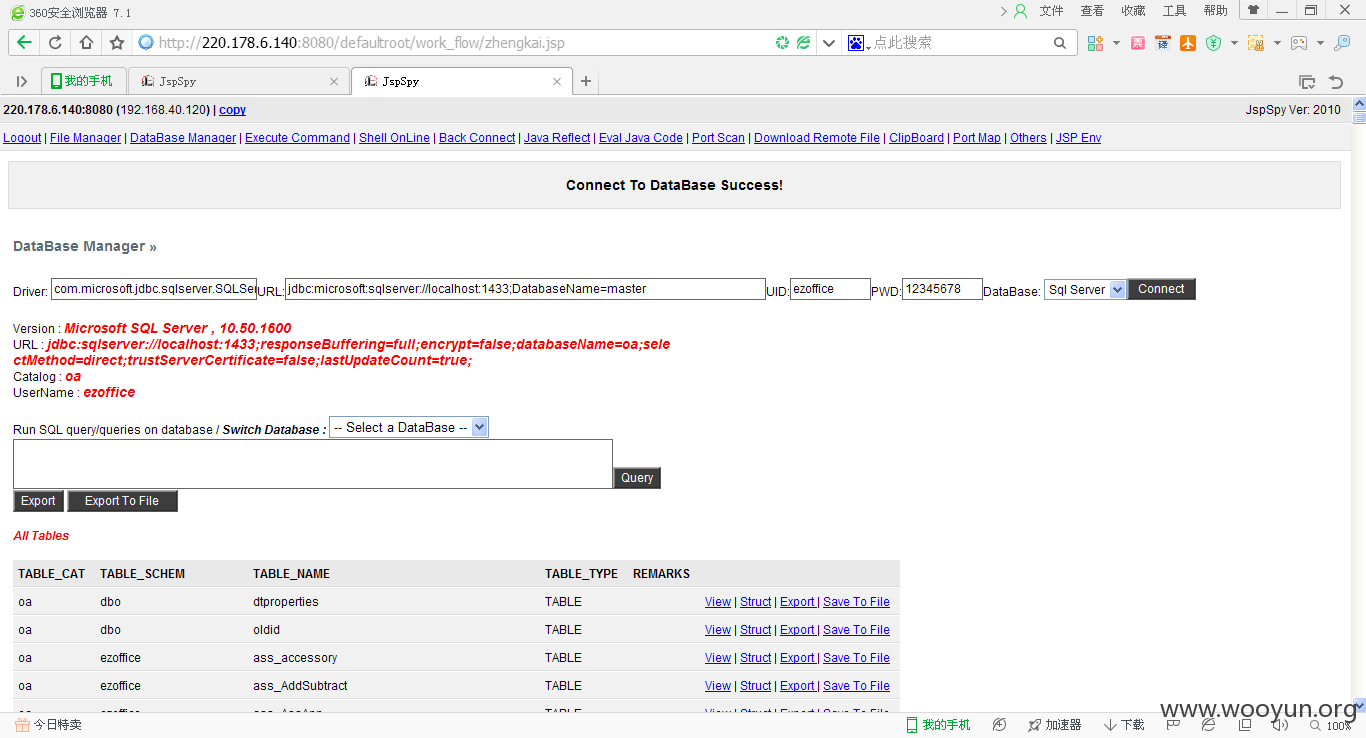 360安全浏览器 7.1
文件 查看 收藏 工具 帮助
http://220.178.6.140:8080/defaultroot/work_flow/zhengkai.jsp
点此搜索
我的手机 JspSpy JspSpy
220.178.6.140:8080 (192.168.40.120) | copy
JspSpy Ver: 2010
Logout | File Manager | DataBase Manager | Execute Command | Shell OnLine | Back Connect | Java Reflect | Eval Java Code | Port Scan | Download Remote File | ClipBoard | Port Map | Others | JSP Env
Connect To DataBase Success!
DataBase Manager »
Driver: com.microsoft.jdbc.sqlserver.SQLSer URL: jdbc:microsoft:sqlserver://localhost:1433;DatabaseName=master UID: ezoffice PWD: 12345678 DataBase: Sql Server Connect
Version : Microsoft SQL Server , 10.50.1600
URL : jdbc:sqlserver://localhost:1433;responseBuffering=full;encrypt=false;databaseName=oa;sele
ctMethod=direct;trustServerCertificate=false;lastUpdateCount=true;
Catalog : oa
UserName : ezoffice
Run SQL query/queries on database / Switch Database : -- Select a DataBase --
Query
Export Export To File
All Tables
TABLE_CAT TABLE_SCHEM TABLE_NAME TABLE_TYPE REMARKS
oa dbo dtproperties TABLE View | Struct | Export | Save To File
oa dbo oldid TABLE View | Struct | Export | Save To File
oa ezoffice ass_accessory TABLE View | Struct | Export | Save To File
oa ezoffice ass_AddSubtract TABLE View | Struct | Export | Save To File
www.wooyun.org
今日特卖
我的手机 加速器 下载 100%